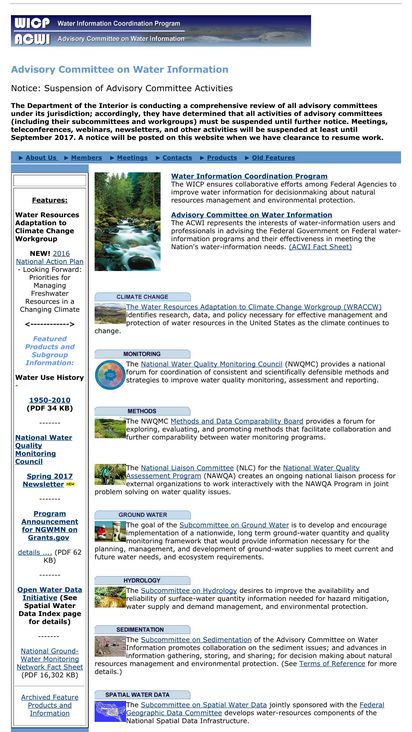 WICP Water Information Coordination Program
ACWI Advisory Committee on Water Information
Advisory Committee on Water Information
Notice: Suspension of Advisory Committee Activities
The Department of the Interior is conducting a comprehensive review of all advisory committees
under its jurisdiction; accordingly, they have determined that all activities of advisory committees
(including their subcommittees and workgroups) must be suspended until further notice. Meetings,
teleconferences, webinars, newsletters, and other activities will be suspended at least until
September 2017. A notice will be posted on this website when we have clearance to resume work.
► About Us ► Members ► Meetings ► Contacts ► Products ► Old Features
Features:
Water Resources
Adaptation to
Climate Change
Workgroup
NEW! 2016
National Action Plan
- Looking Forward:
Priorities for
Managing
Freshwater
Resources in a
Changing Climate
<------------>
Featured
Products and
Subgroup
Information:
Water Use History
-
1950-2010
(PDF 34 KB)
-------
National Water
Quality
Monitoring
Council
Spring 2017
Newsletter NEW
-------
Program
Announcement
for NGWMN on
Grants.gov
details .... (PDF 62
KB)
-------
Open Water Data
Initiative (See
Spatial Water
Data Index page
for details)
-------
National Ground-
Water Monitoring
Network Fact Sheet
(PDF 16,302 KB)
Archived Feature
Products and
Information
Water Information Coordination Program
The WICP ensures collaborative efforts among Federal Agencies to
improve water information for decisionmaking about natural
resources management and environmental protection.
Advisory Committee on Water Information
The ACWI represents the interests of water-information users and
professionals in advising the Federal Government on Federal water-
information programs and their effectiveness in meeting the
Nation's water-information needs. (ACWI Fact Sheet)
CLIMATE CHANGE
The Water Resources Adaptation to Climate Change Workgroup (WRACCW)
identifies research, data, and policy necessary for effective management and
protection of water resources in the United States as the climate continues to
change.
MONITORING
The National Water Quality Monitoring Council (NWQMC) provides a national
forum for coordination of consistent and scientifically defensible methods and
strategies to improve water quality monitoring, assessment and reporting.
METHODS
The NWQMC Methods and Data Comparability Board provides a forum for
exploring, evaluating, and promoting methods that facilitate collaboration and
further comparability between water monitoring programs.
The National Liaison Committee (NLC) for the National Water Quality
Assessment Program (NAWQA) creates an ongoing national liaison process for
external organizations to work interactively with the NAWQA Program in joint
problem solving on water quality issues.
GROUND WATER
The goal of the Subcommittee on Ground Water is to develop and encourage
implementation of a nationwide, long term ground-water quantity and quality
monitoring framework that would provide information necessary for the
planning, management, and development of ground-water supplies to meet current and
future water needs, and ecosystem requirements.
HYDROLOGY
The Subcommittee on Hydrology desires to improve the availability and
reliability of surface-water quantity information needed for hazard mitigation,
water supply and demand management, and environmental protection.
SEDIMENTATION
The Subcommittee on Sedimentation of the Advisory Committee on Water
Information promotes collaboration on the sediment issues; and advances in
information gathering, storing, and sharing; for decision making about natural
resources management and environmental protection. (See Terms of Reference for more
details.)
SPATIAL WATER DATA
The Subcommittee on Spatial Water Data jointly sponsored with the Federal
Geographic Data Committee develops water-resources components of the
National Spatial Data Infrastructure.